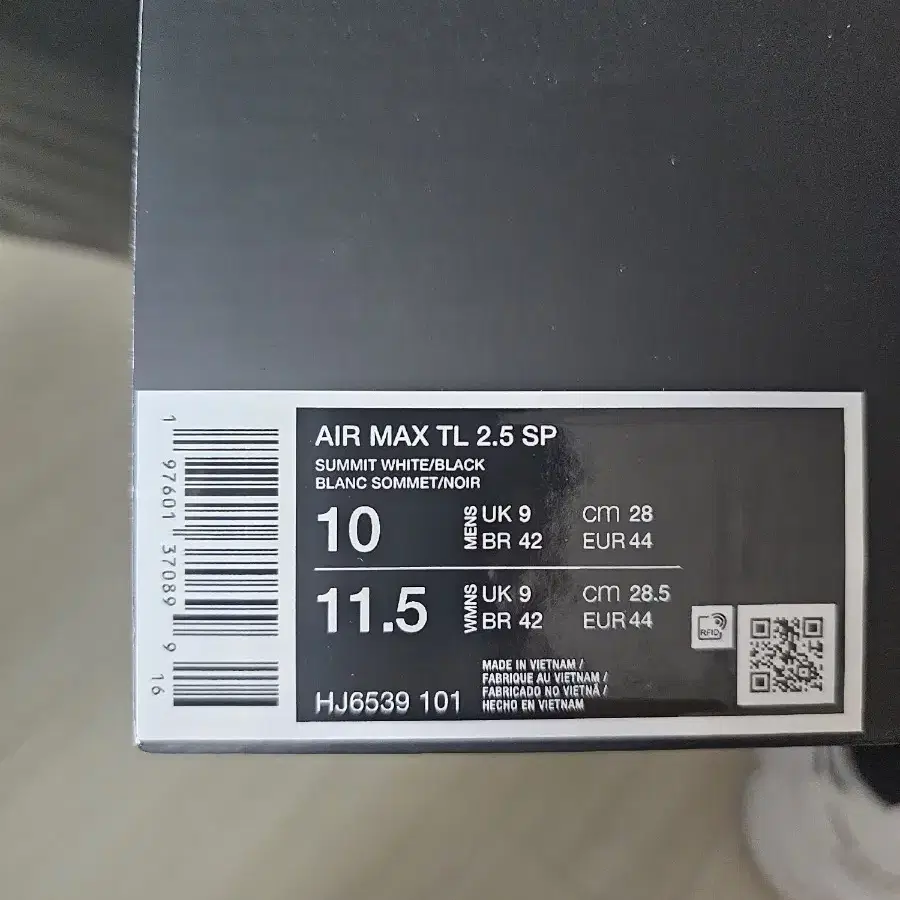 AIR MAX TL 2.5 SP
SUMMIT WHITE/BLACK
BLANC SOMMET/NOIR
10 MENS UK 9 cm 28
BR 42 EUR 44
11.5 WMNS UK 9 cm 28.5
BR 42 EUR 44
RFID
HJ6539 101
MADE IN VIETNAM /
FABRIQUE AU VIETNAM /
FABRICADO NO VIETNÃ /
HECHO EN VIETNAM
1 97601 37089 9 16